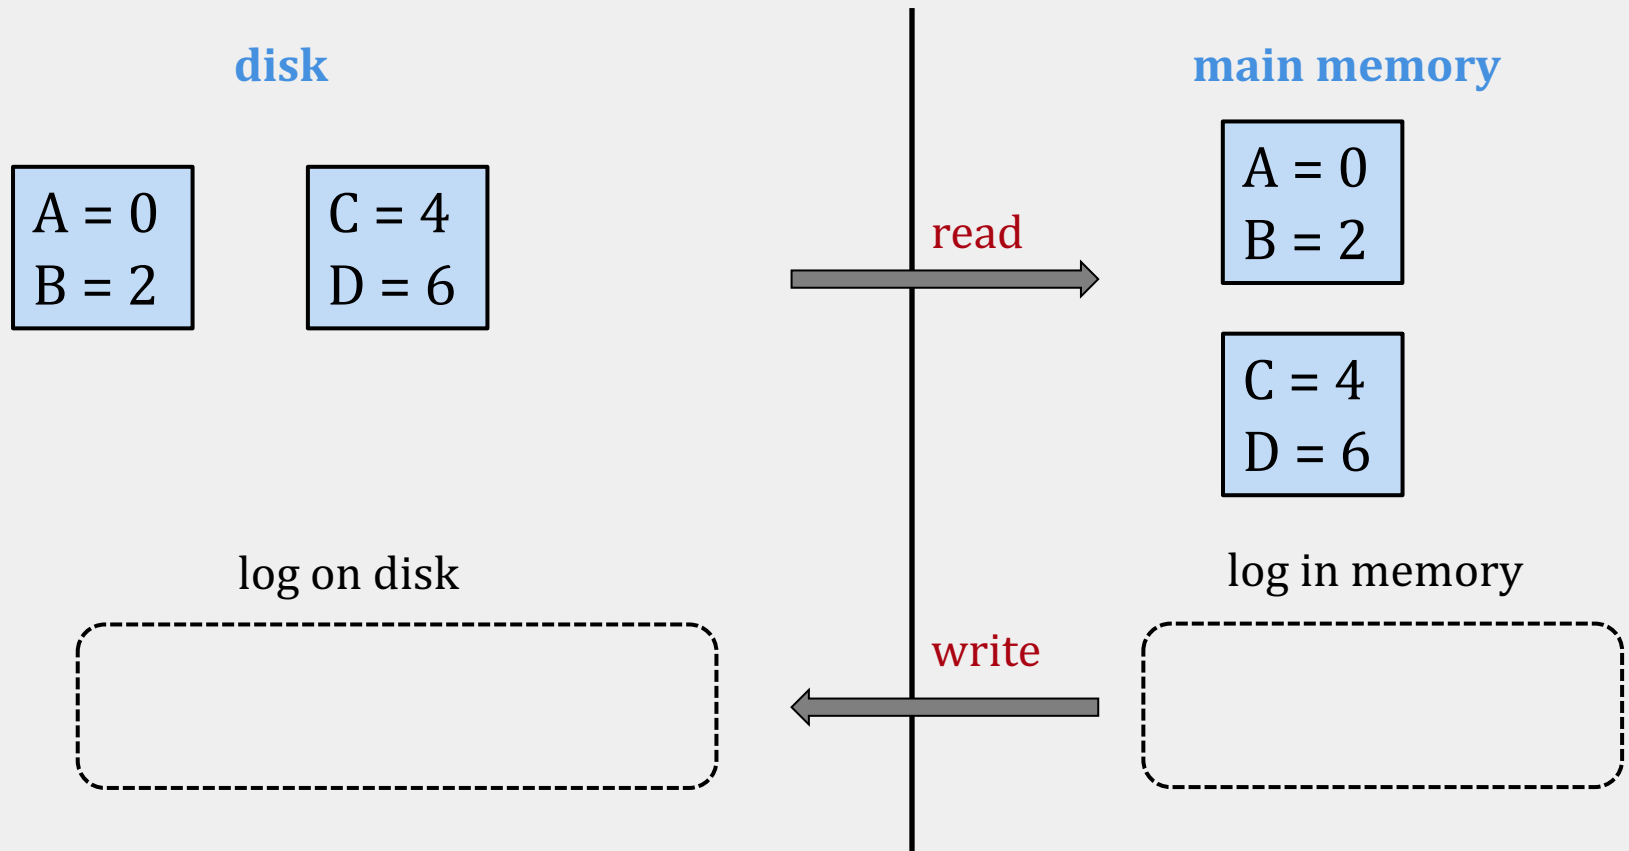 disk
A = 0
B = 2
C = 4
D = 6
log on disk
read
write
main memory
A = 0
B = 2
C = 4
D = 6
log in memory